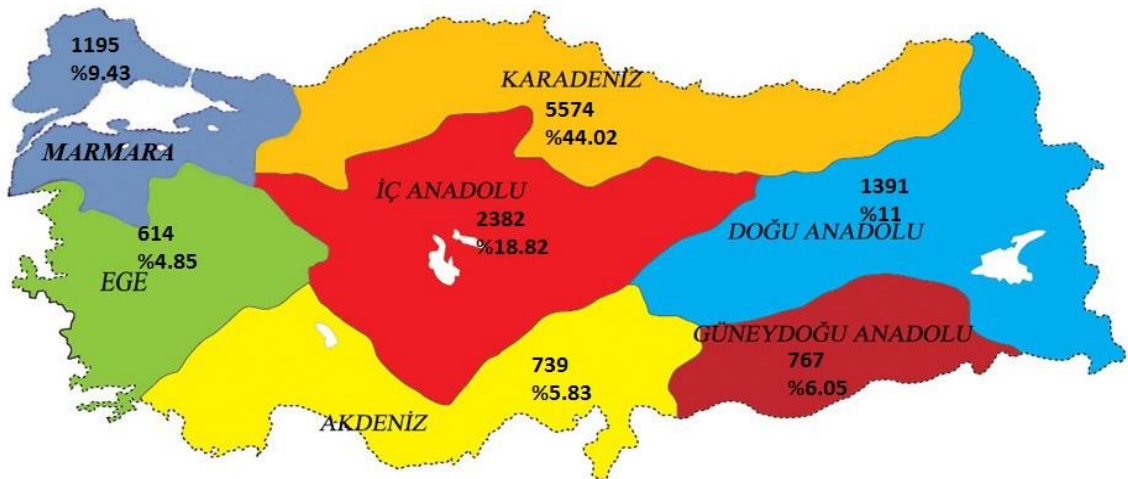 1195
%9.43
MARMARA
KARADENİZ
5574
%44.02
İÇ ANADOLU
2382
%18.82
1391
%11
DOĞU ANADOLU
614
%4.85
EGE
GÜNEYDOĞU ANADOLU
767
%6.05
739
%5.83
AKDENİZ